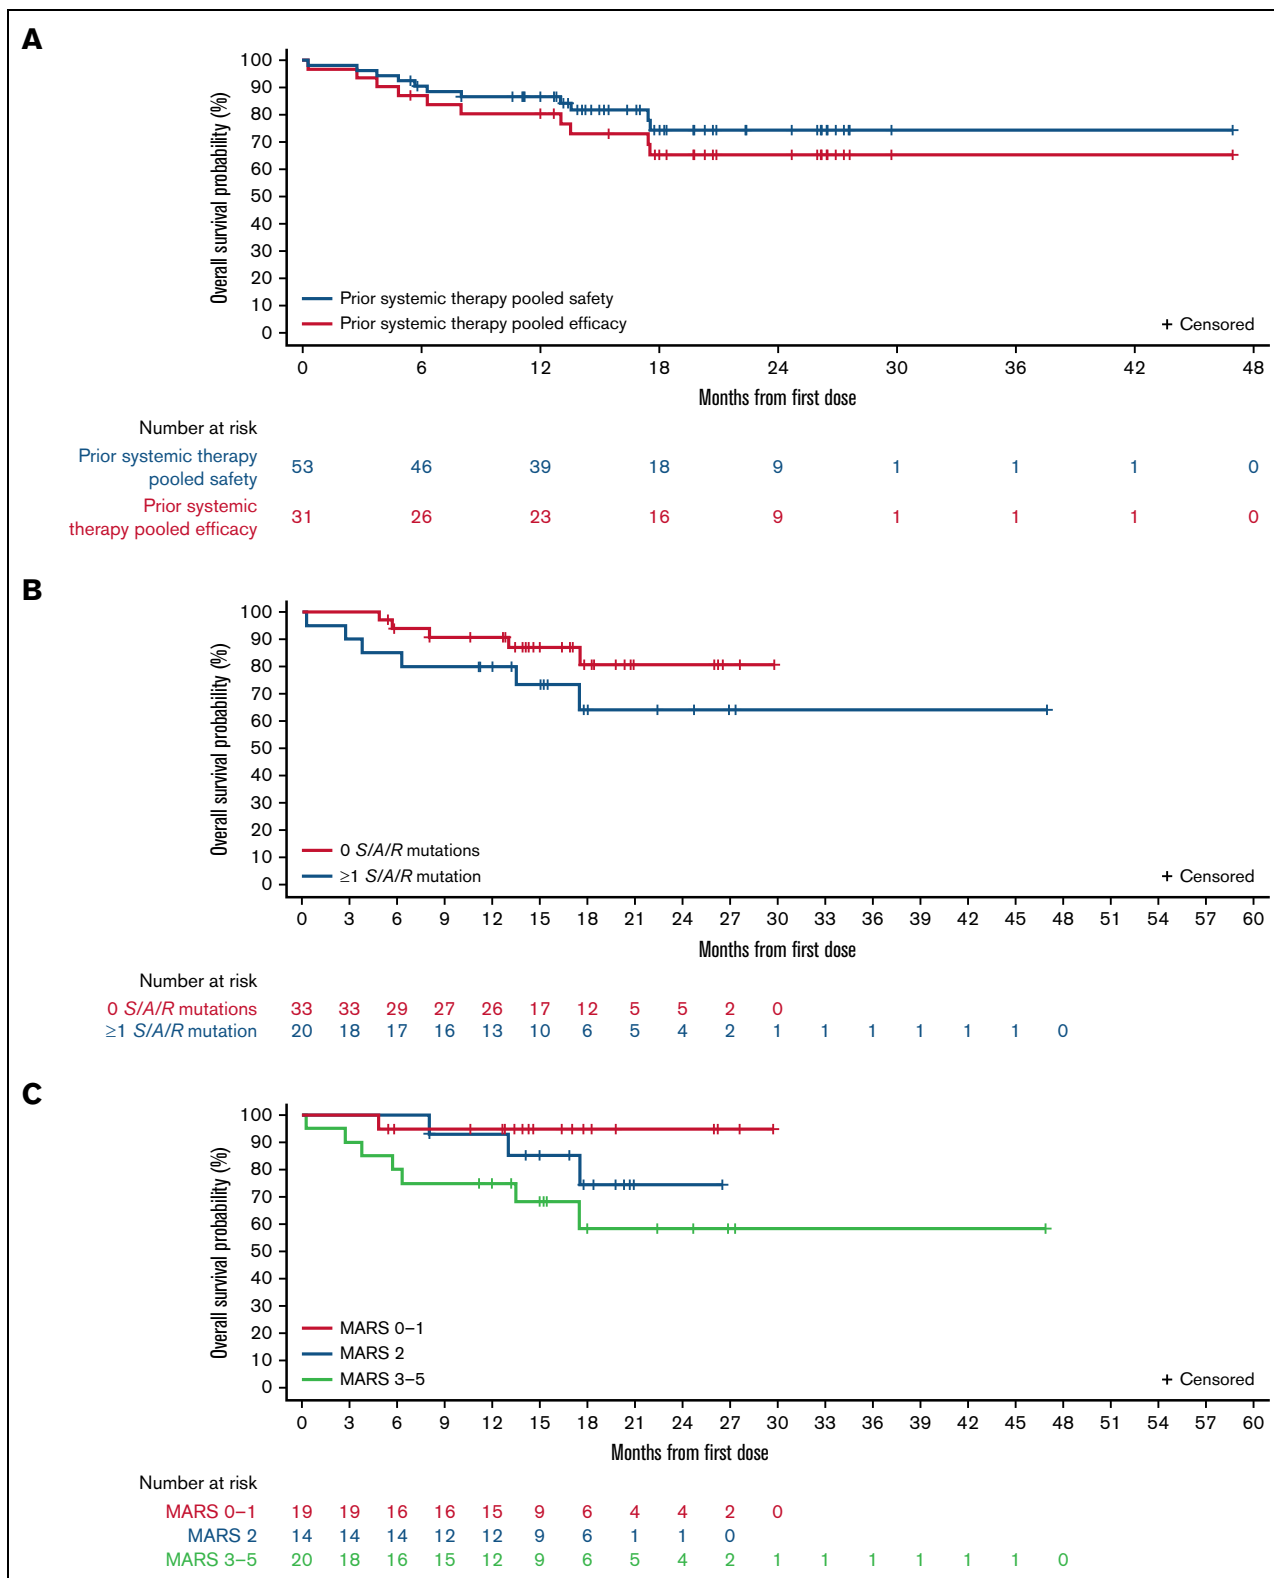 A
100
90
80
70
60
50
40
30
20
10
0
Overall survival probability (%)
Prior systemic therapy pooled safety
Prior systemic therapy pooled efficacy
+ Censored
0 6 12 18 24 30 36 42 48
Months from first dose
Number at risk
Prior systemic therapy
pooled safety
53 46 39 18 9 1 1 1 0
Prior systemic
therapy pooled efficacy
31 26 23 16 9 1 1 1 0
B
100
90
80
70
60
50
40
30
20
10
0
Overall survival probability (%)
0 S/A/R mutations
≥1 S/A/R mutation
+ Censored
0 3 6 9 12 15 18 21 24 27 30 33 36 39 42 45 48 51 54 57 60
Months from first dose
Number at risk
0 S/A/R mutations 33 33 29 27 26 17 12 5 5 2 0
≥1 S/A/R mutation 20 18 17 16 13 10 6 5 4 2 1 1 1 1 1 1 0
C
100
90
80
70
60
50
40
30
20
10
0
Overall survival probability (%)
MARS 0–1
MARS 2
MARS 3–5
+ Censored
0 3 6 9 12 15 18 21 24 27 30 33 36 39 42 45 48 51 54 57 60
Months from first dose
Number at risk
MARS 0–1 19 19 16 16 15 9 6 4 4 2 0
MARS 2 14 14 14 12 12 9 6 1 1 0
MARS 3–5 20 18 16 15 12 9 6 5 4 2 1 1 1 1 1 1 0